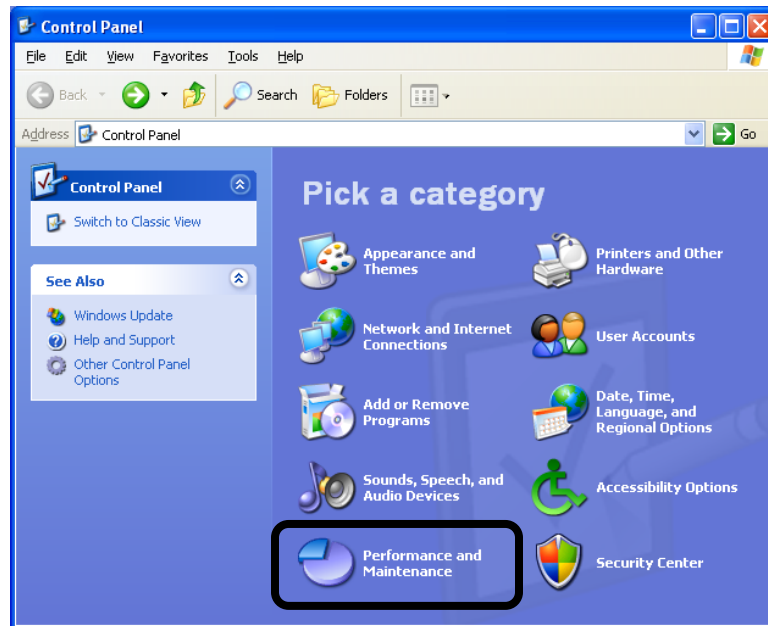 Control Panel
File Edit View Favorites Tools Help
Back Search Folders
Address Control Panel Go
Control Panel
Switch to Classic View
See Also
Windows Update
Help and Support
Other Control Panel
Options
Pick a category
Appearance and
Themes
Printers and Other
Hardware
Network and Internet
Connections
User Accounts
Add or Remove
Programs
Date, Time,
Language, and
Regional Options
Sounds, Speech, and
Audio Devices
Accessibility Options
Performance and
Maintenance
Security Center